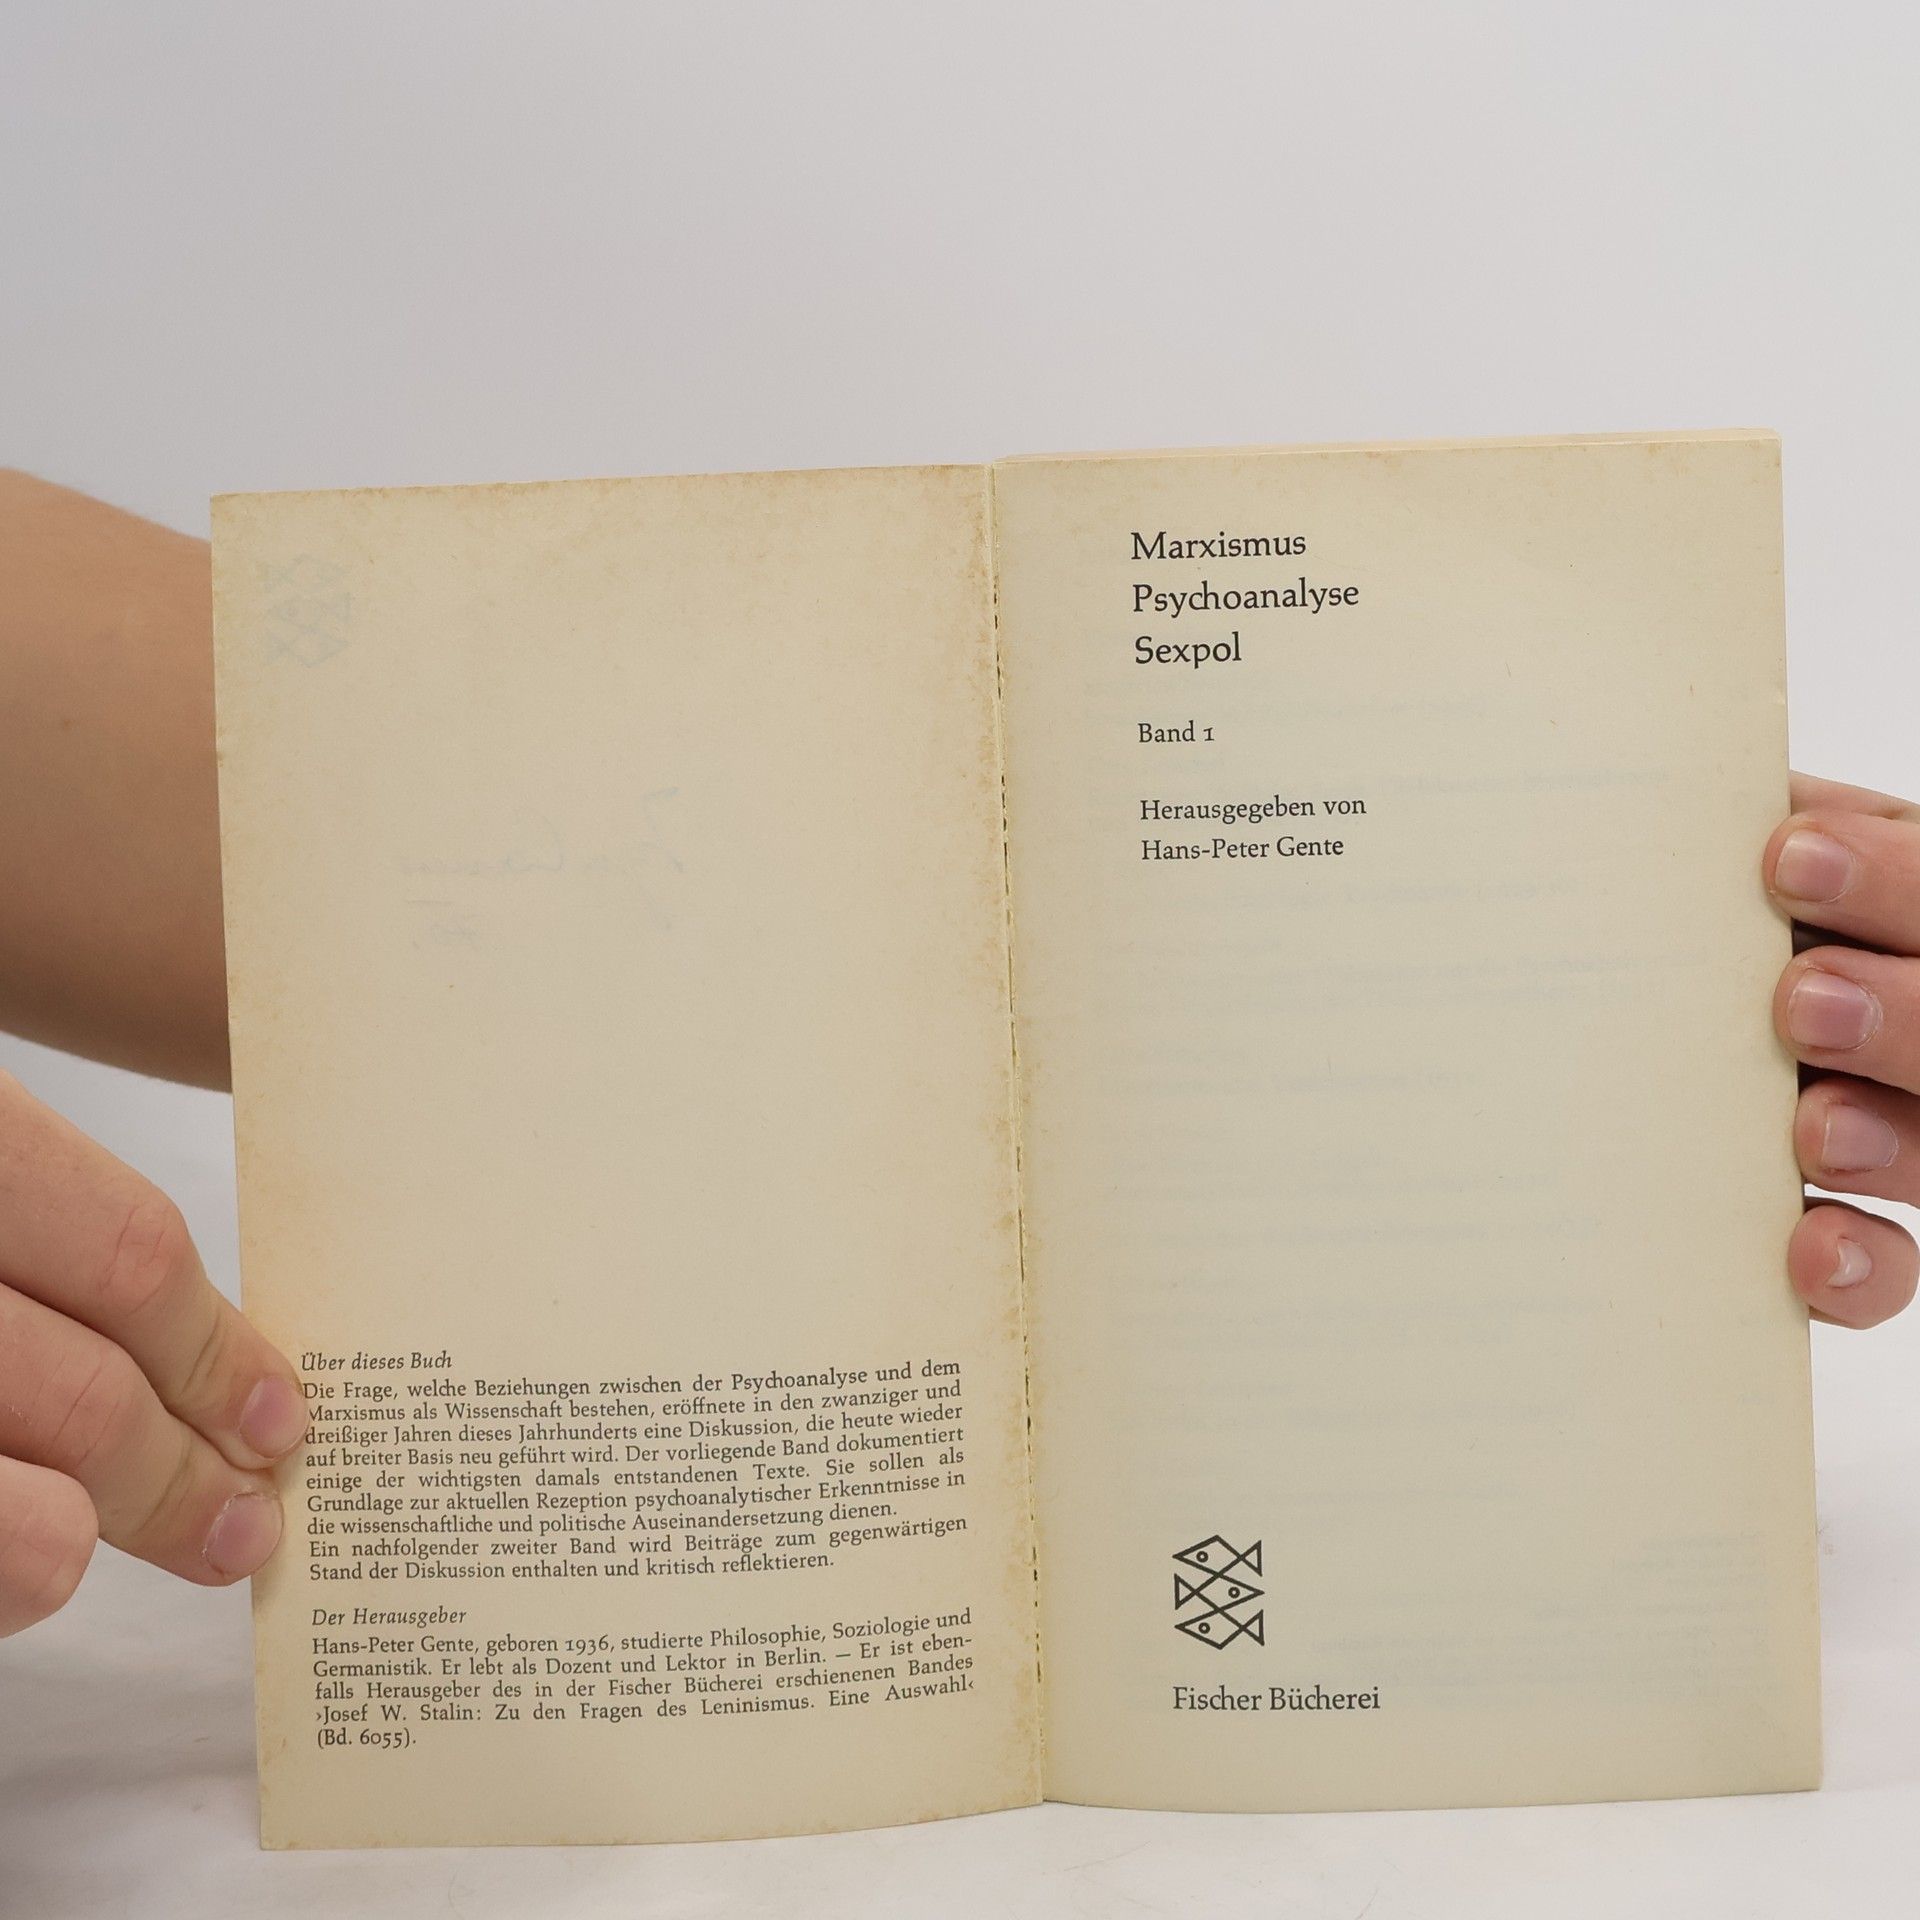 Über dieses Buch
Die Frage, welche Beziehungen zwischen der Psychoanalyse und dem
Marxismus als Wissenschaft bestehen, eröffnete in den zwanziger und
dreißiger Jahren dieses Jahrhunderts eine Diskussion, die heute wieder
auf breiter Basis neu geführt wird. Der vorliegende Band dokumentiert
einige der wichtigsten damals entstandenen Texte. Sie sollen als
Grundlage zur aktuellen Rezeption psychoanalytischer Erkenntnisse in
die wissenschaftliche und politische Auseinandersetzung dienen.
Ein nachfolgender zweiter Band wird Beiträge zum gegenwärtigen
Stand der Diskussion enthalten und kritisch reflektieren.
Der Herausgeber
Hans-Peter Gente, geboren 1936, studierte Philosophie, Soziologie und
Germanistik. Er lebt als Dozent und Lektor in Berlin. — Er ist eben-
falls Herausgeber des in der Fischer Bücherei erschienenen Bandes
›Josef W. Stalin: Zu den Fragen des Leninismus. Eine Auswahl‹
(Bd. 6055).
Marxismus
Psychoanalyse
Sexpol
Band 1
Herausgegeben von
Hans-Peter Gente
Fischer Bücherei